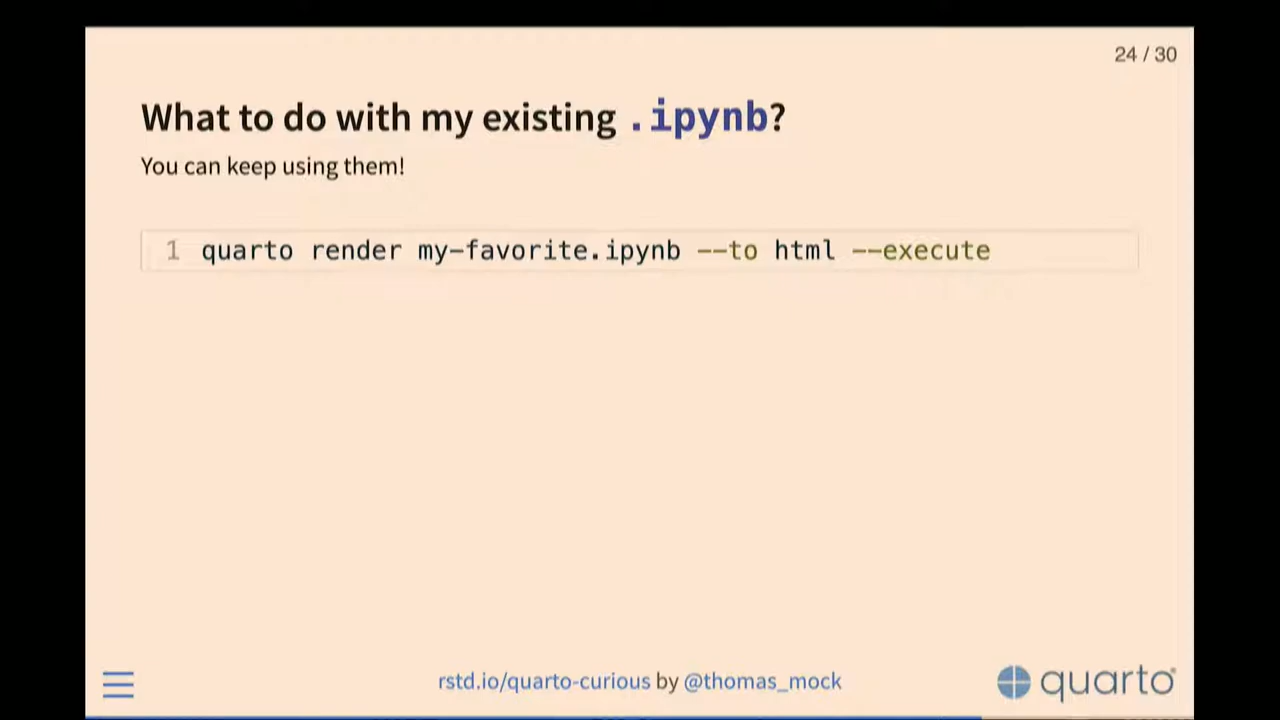 24 / 30
What to do with my existing .ipynb?
You can keep using them!
1 quarto render my-favorite.ipynb --to html --execute
rstd.io/quarto-curious by @thomas_mock
quarto